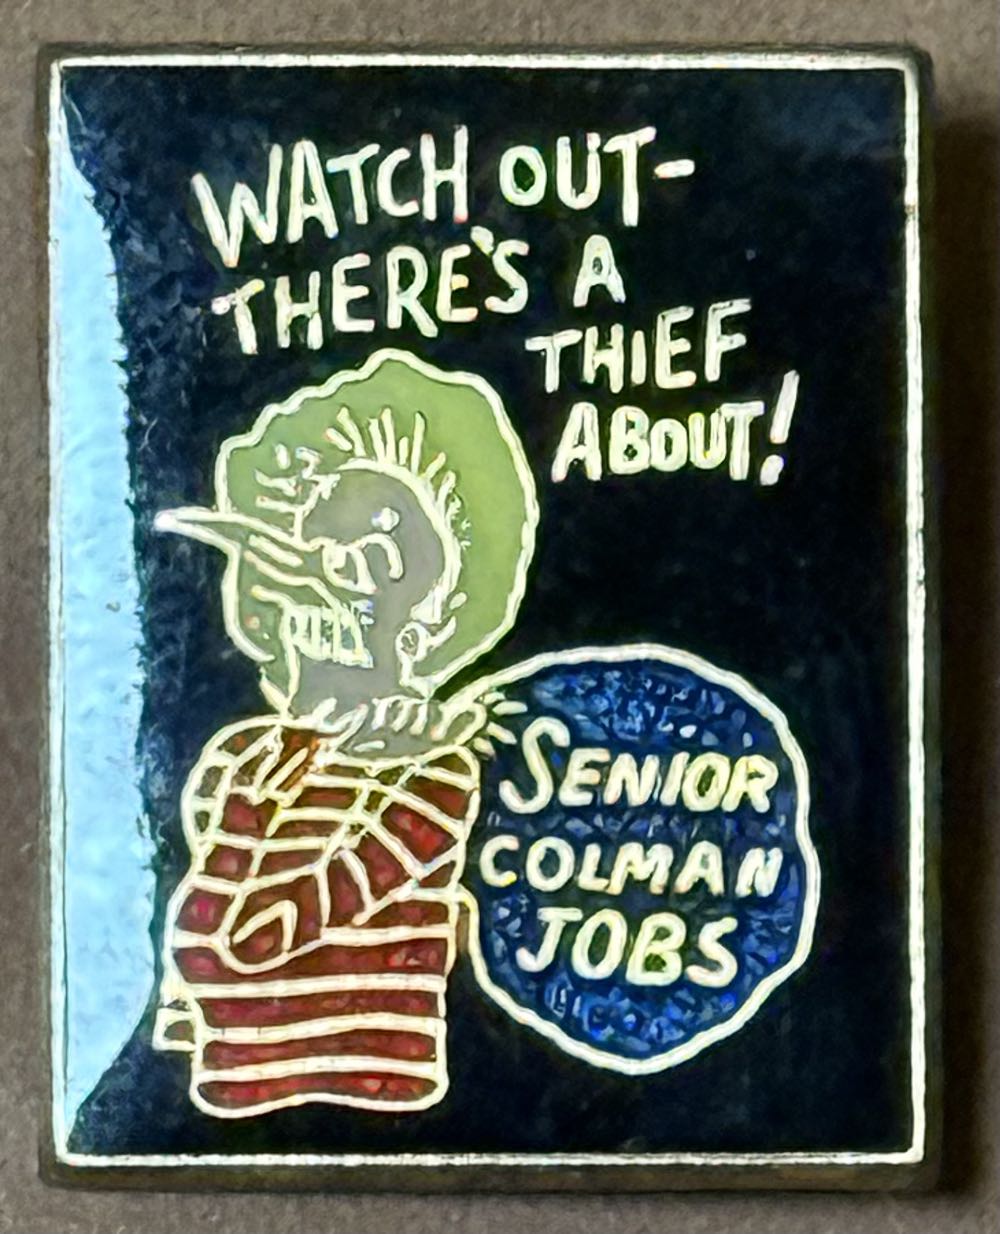 WATCH OUT-
THERE'S A
THIEF
ABOUT!
SENIOR
COLMAN
JOBS